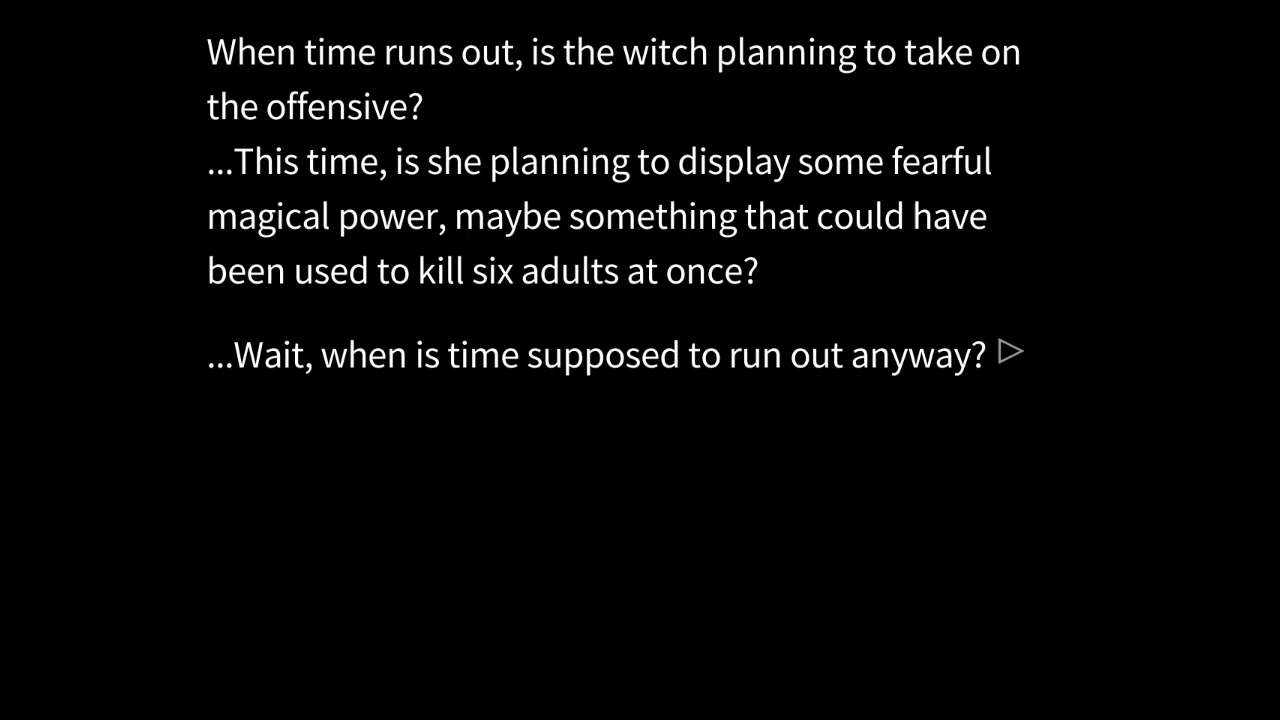 When time runs out, is the witch planning to take on
the offensive?
...This time, is she planning to display some fearful
magical power, maybe something that could have
been used to kill six adults at once?
...Wait, when is time supposed to run out anyway?